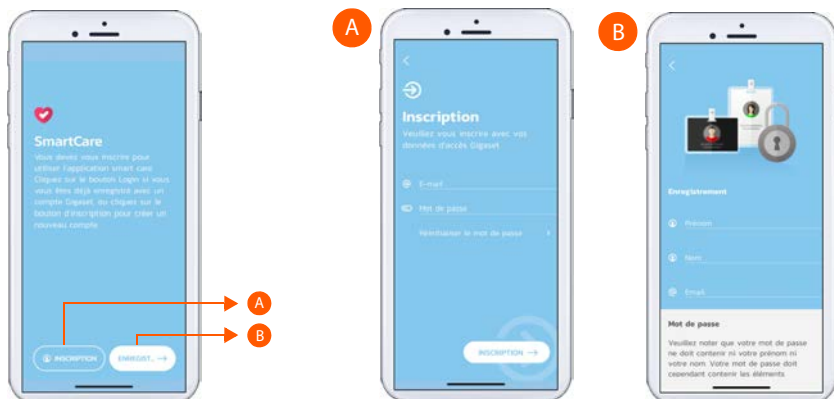 SmartCare
Vous devez vous inscrire pour
utiliser l'application smart care.
Cliquez sur le bouton Login si vous
vous êtes déjà enregistré avec un
compte Gigaset, ou cliquez sur le
bouton d'inscription pour créer un
nouveau compte.
INSCRIPTION
ENREGIST...
A
B
A
Inscription
Veuillez vous inscrire avec vos
données d'accès Gigaset.
E-mail
Mot de passe
Réinitialiser le mot de passe
INSCRIPTION
B
Enregistrement
Prénom
Nom
Email
Mot de passe
Veuillez noter que votre mot de passe
ne doit contenir ni votre prénom ni
votre nom. Votre mot de passe doit
cependant contenir les éléments